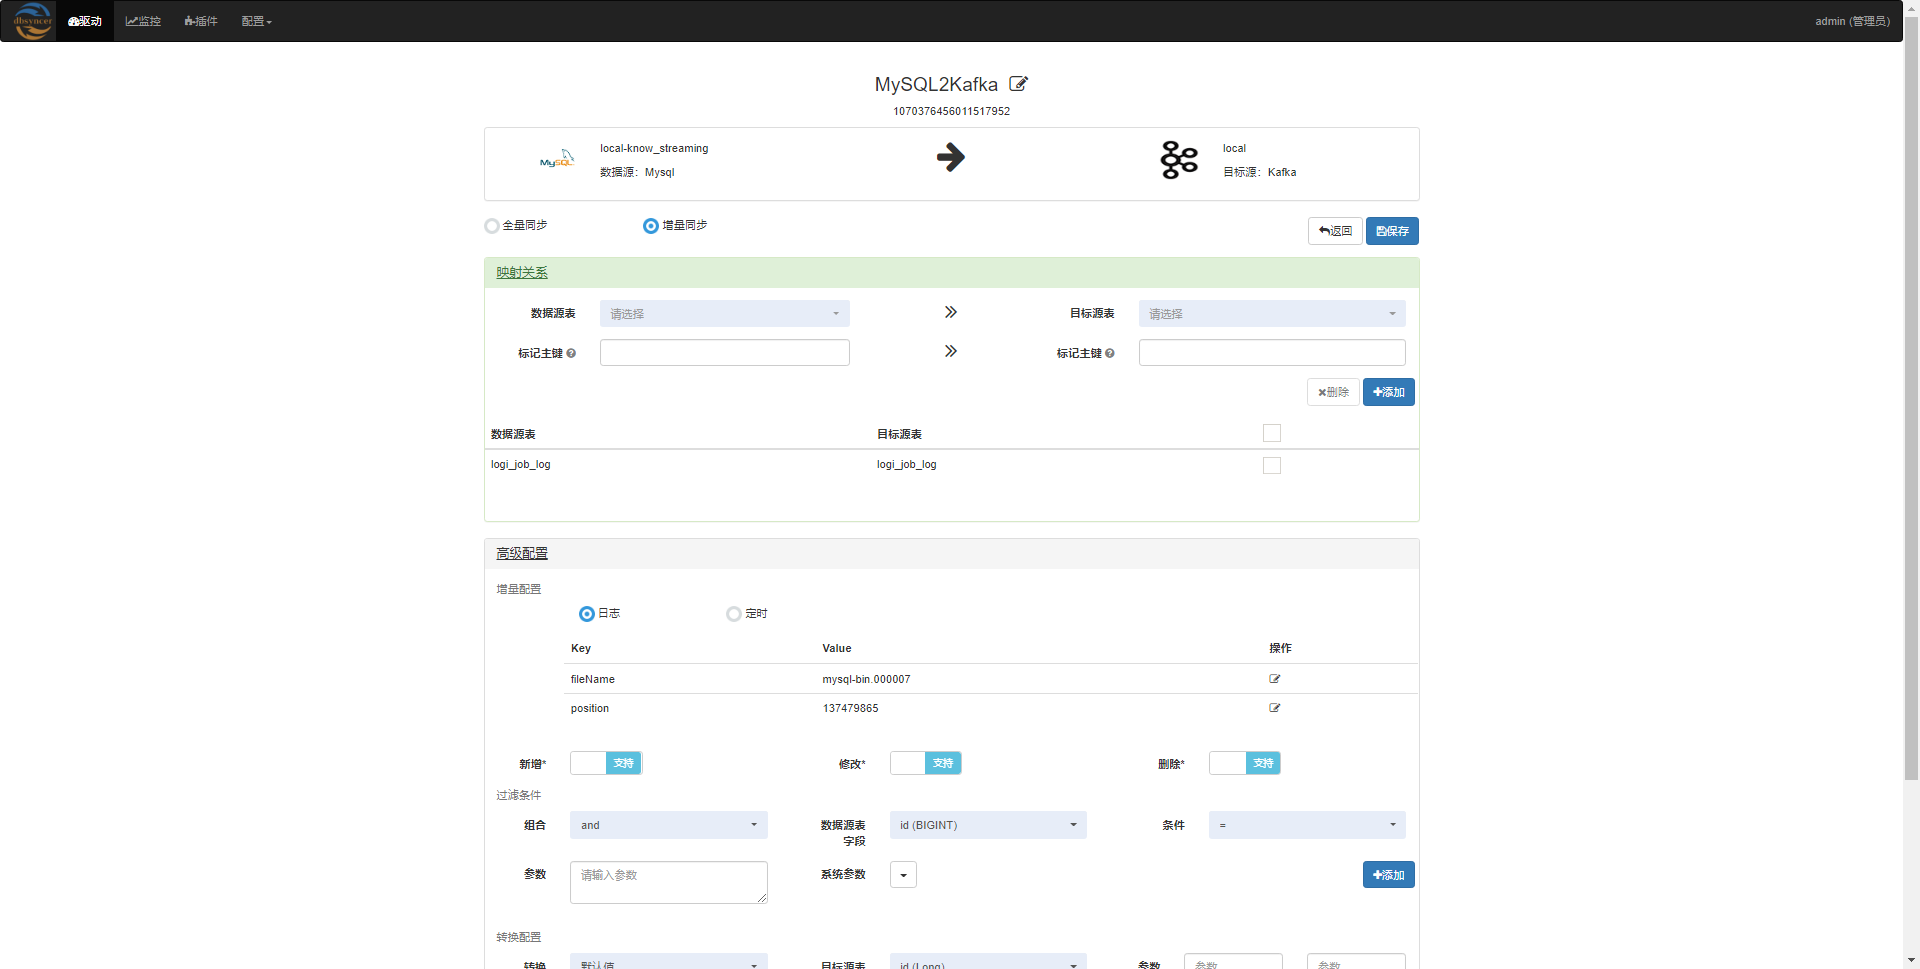 dbsyncer 驱动 监控 插件 配置 admin (管理员)
MySQL2Kafka
1070376456011517952
MySQL local-know_streaming local
数据源：Mysql 目标源：Kafka
全量同步 增量同步 返回 保存
映射关系
数据源表 请选择 目标源表 请选择
标记主键 标记主键
删除 添加
数据源表 目标源表
logi_job_log logi_job_log
高级配置
增量配置
日志 定时
Key Value 操作
fileName mysql-bin.000007
position 137479865
新增* 支持 修改* 支持 删除* 支持
过滤条件
组合 and 数据源表字段 id (BIGINT) 条件 =
参数 请输入参数 系统参数 添加
转换配置
转换 默认值 目标源表 id (Long) 参数 参数 参数